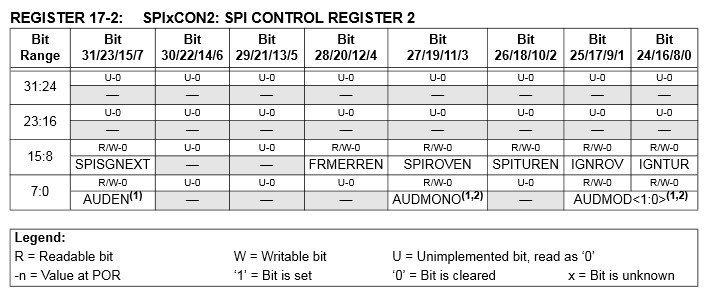 REGISTER 17-2: SPIxCON2: SPI CONTROL REGISTER 2
Bit Range Bit 31/23/15/7 Bit 30/22/14/6 Bit 29/21/13/5 Bit 28/20/12/4 Bit 27/19/11/3 Bit 26/18/10/2 Bit 25/17/9/1 Bit 24/16/8/0
31:24 U-0 U-0 U-0 U-0 U-0 U-0 U-0 U-0
— — — — — — — —
23:16 U-0 U-0 U-0 U-0 U-0 U-0 U-0 U-0
— — — — — — — —
15:8 R/W-0 U-0 U-0 R/W-0 R/W-0 R/W-0 R/W-0 R/W-0
SPISGNEXT — — FRMERREN SPIROVEN SPITUREN IGNROV IGNTUR
7:0 R/W-0 U-0 U-0 U-0 R/W-0 U-0 R/W-0 R/W-0
AUDEN(1) — — — AUDMONO(1,2) — AUDMOD<1:0>(1,2)
Legend:
R = Readable bit W = Writable bit U = Unimplemented bit, read as ‘0’
-n = Value at POR ‘1’ = Bit is set ‘0’ = Bit is cleared x = Bit is unknown